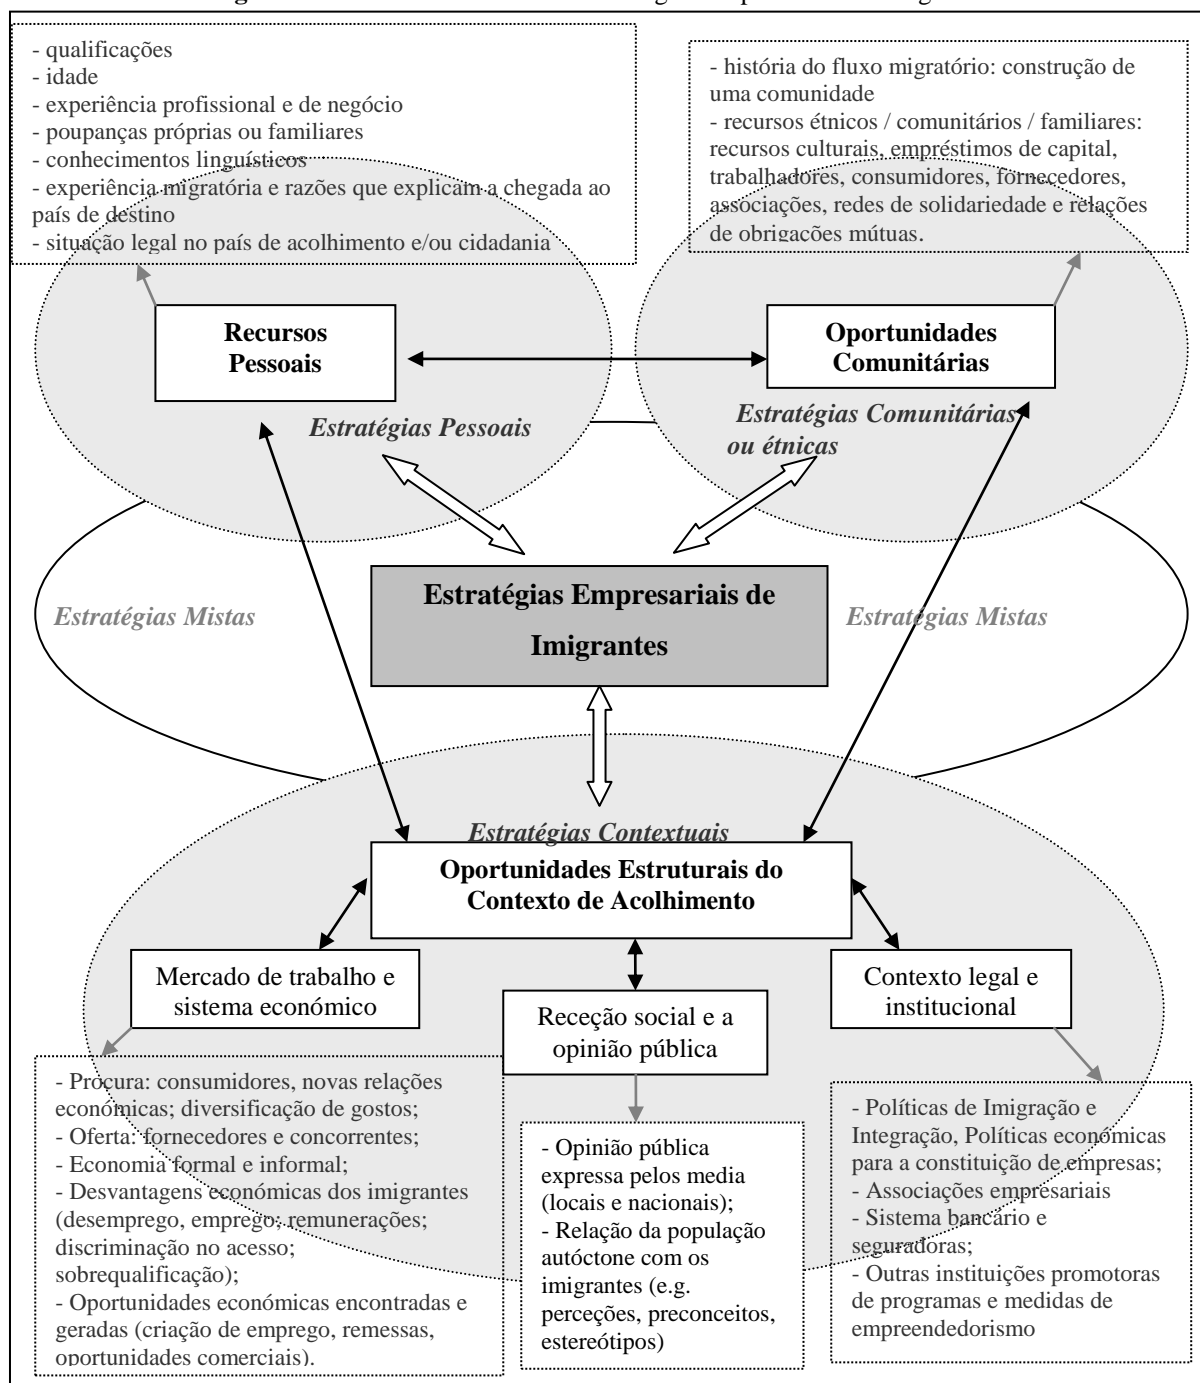 - qualificações
- idade
- experiência profissional e de negócio
- poupanças próprias ou familiares
- conhecimentos linguísticos
- experiência migratória e razões que explicam a chegada ao
país de destino
- situação legal no país de acolhimento e/ou cidadania
- história do fluxo migratório: construção de
uma comunidade
- recursos étnicos / comunitários / familiares:
recursos culturais, empréstimos de capital,
trabalhadores, consumidores, fornecedores,
associações, redes de solidariedade e relações
de obrigações mútuas.
Recursos
Pessoais
Oportunidades
Comunitárias
Estratégias Pessoais
Estratégias Comunitárias
ou étnicas
Estratégias Empresariais de
Imigrantes
Estratégias Mistas
Estratégias Mistas
Estratégias Contextuais
Oportunidades Estruturais do
Contexto de Acolhimento
Mercado de trabalho e
sistema económico
Receção social e a
opinião pública
Contexto legal e
institucional
- Procura: consumidores, novas relações
económicas; diversificação de gostos;
- Oferta: fornecedores e concorrentes;
- Economia formal e informal;
- Desvantagens económicas dos imigrantes
(desemprego, emprego; remunerações;
discriminação no acesso;
sobrequalificação);
- Oportunidades económicas encontradas e
geradas (criação de emprego, remessas,
oportunidades comerciais).
- Opinião pública
expressa pelos media
(locais e nacionais);
- Relação da população
autóctone com os
imigrantes (e.g.
perceções, preconceitos,
estereótipos)
- Políticas de Imigração e
Integração, Políticas económicas
para a constituição de empresas;
- Associações empresariais
- Sistema bancário e
seguradoras;
- Outras instituições promotoras
de programas e medidas de
empreendedorismo